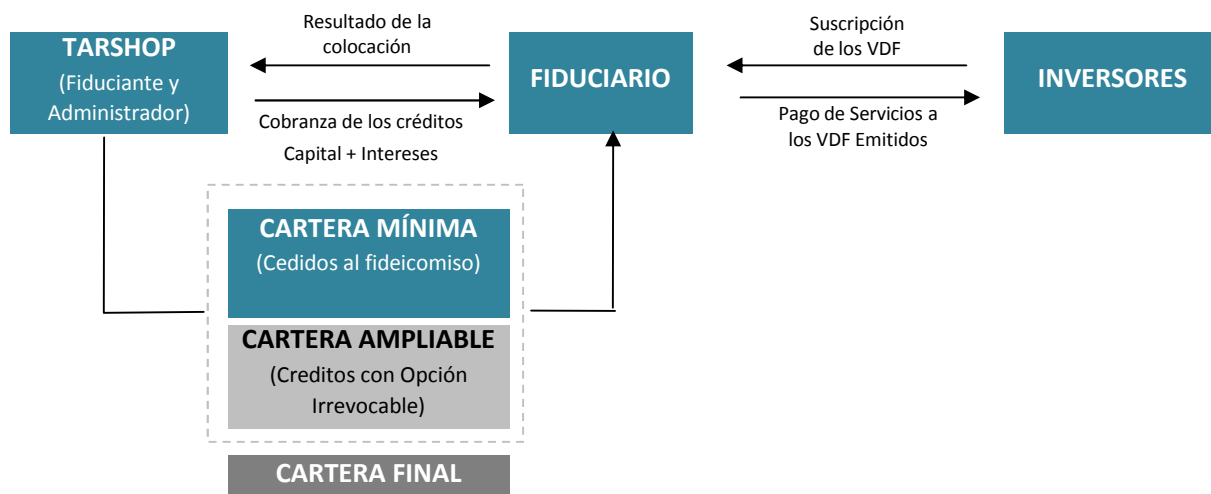 TARSHOP
(Fiduciante y
Administrador)
Resultado de la
colocación
Cobranza de los créditos
Capital + Intereses
FIDUCIARIO
Suscripción
de los VDF
Pago de Servicios a
los VDF Emitidos
INVERSORES
CARTERA MÍNIMA
(Cedidos al fideicomiso)
CARTERA AMPLIABLE
(Creditos con Opción
Irrevocable)
CARTERA FINAL